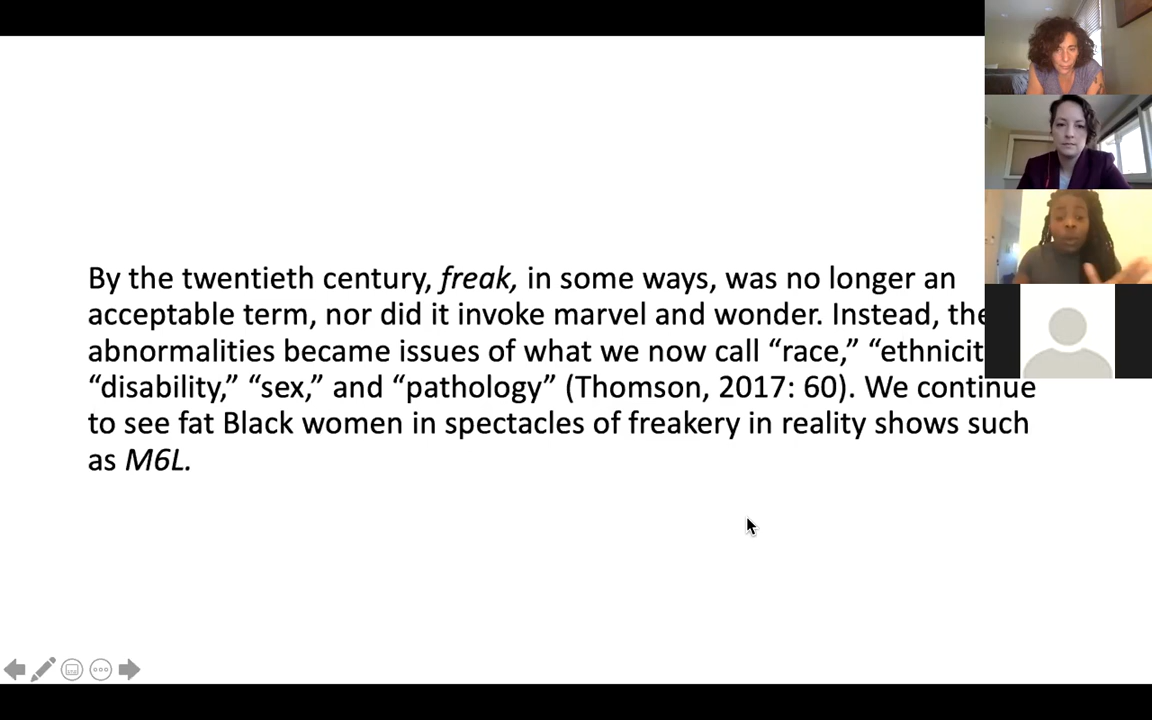 By the twentieth century, freak, in some ways, was no longer an
acceptable term, nor did it invoke marvel and wonder. Instead, the
abnormalities became issues of what we now call “race,” “ethnicit
“disability,” “sex,” and “pathology” (Thomson, 2017: 60). We continue
to see fat Black women in spectacles of freakery in reality shows such
as M6L.